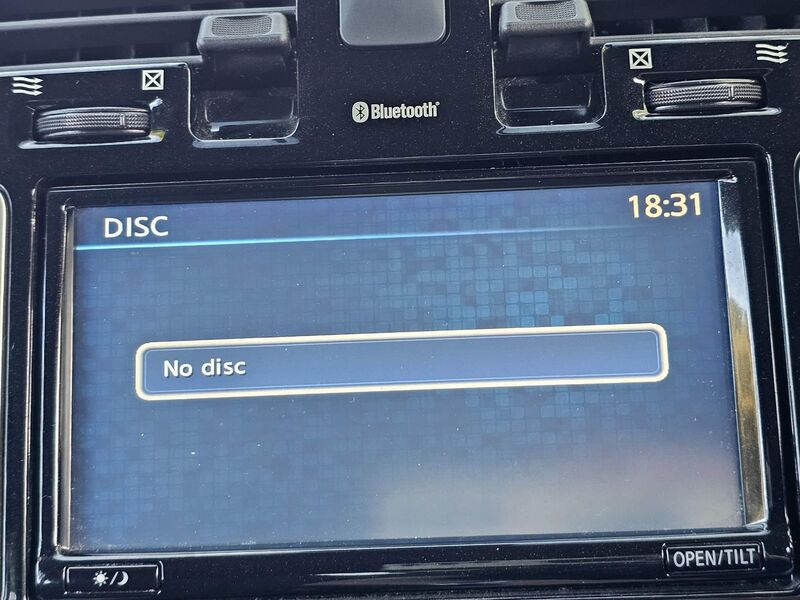 Bluetooth®
DISC
18:31
No disc
OPEN/TILT